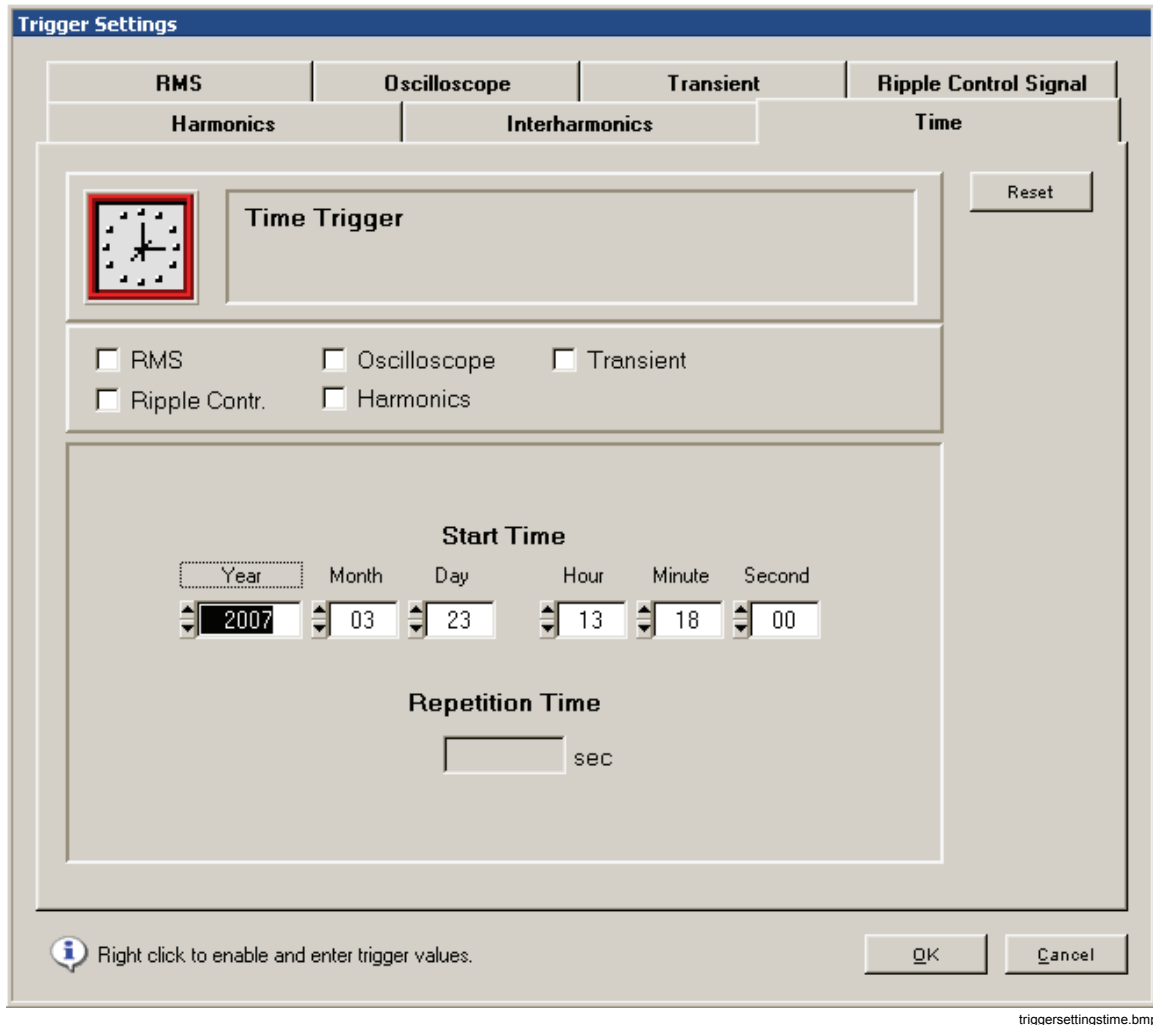 Trigger Settings
RMS Oscilloscope Transient Ripple Control Signal
Harmonics Interharmonics Time
Reset
Time Trigger
RMS Oscilloscope Transient
Ripple Contr. Harmonics
Start Time
Year Month Day Hour Minute Second
2007 03 23 13 18 00
Repetition Time
sec
Right click to enable and enter trigger values.
OK Cancel
triggersettingstime.bmp